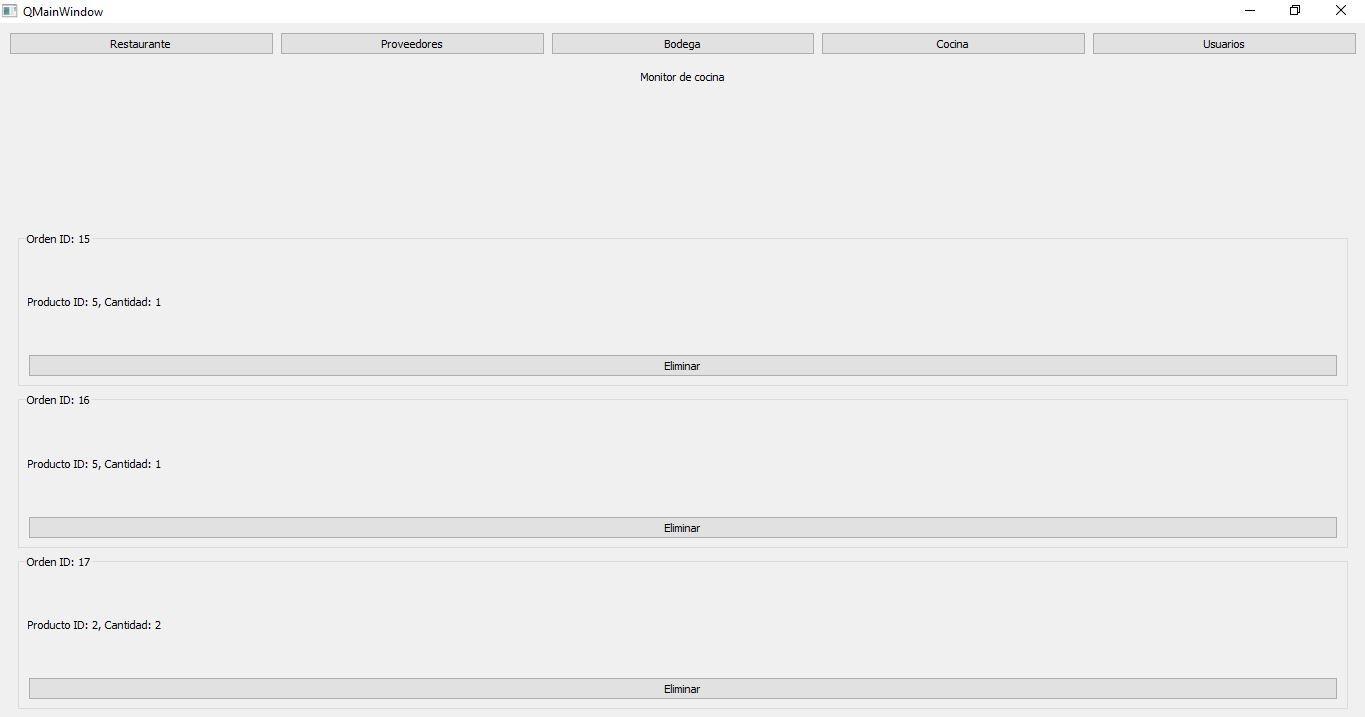 QMainWindow
Restaurante Proveedores Bodega Cocina Usuarios
Monitor de cocina
Orden ID: 15
Producto ID: 5, Cantidad: 1
Eliminar
Orden ID: 16
Producto ID: 5, Cantidad: 1
Eliminar
Orden ID: 17
Producto ID: 2, Cantidad: 2
Eliminar